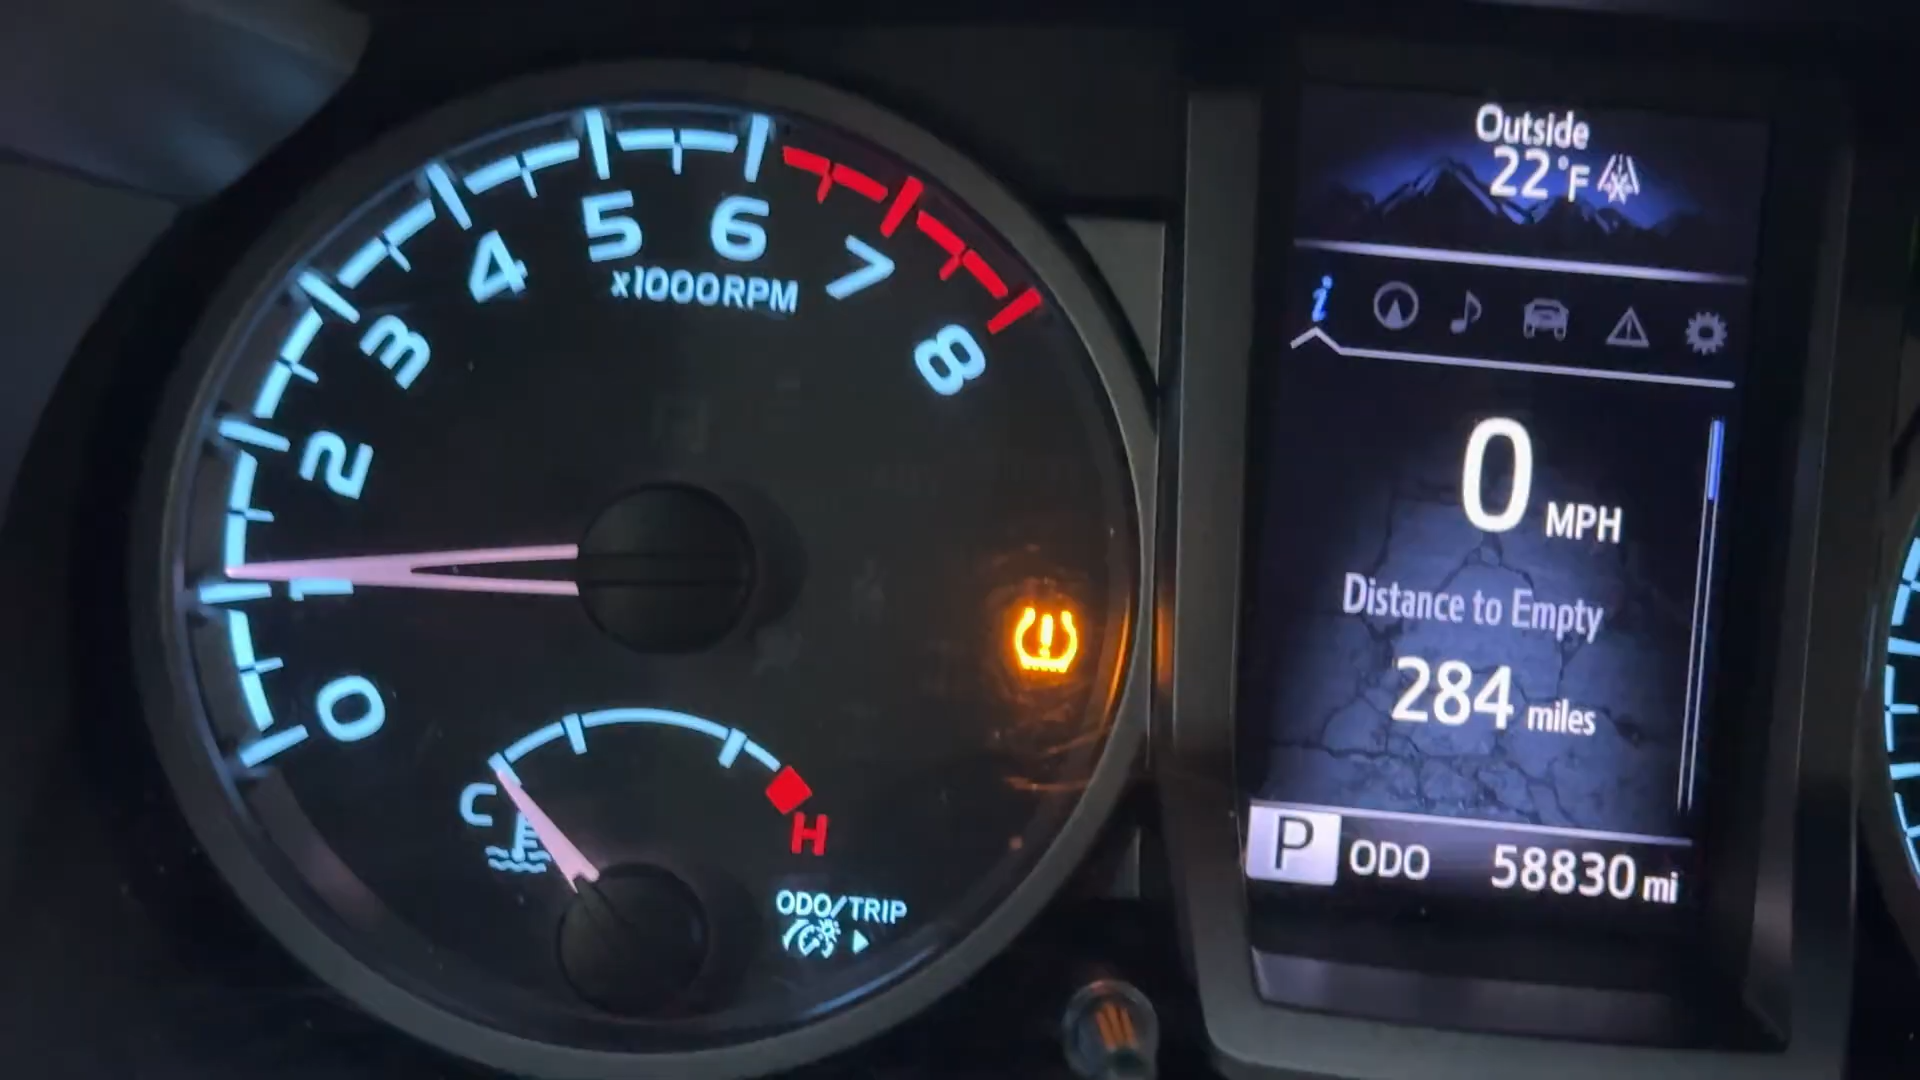 0
1
2
3
4
5
6
7
8
x1000RPM
C
H
ODO/TRIP
Outside
22°F
i
0 MPH
Distance to Empty
284 miles
P ODO 58830 mi